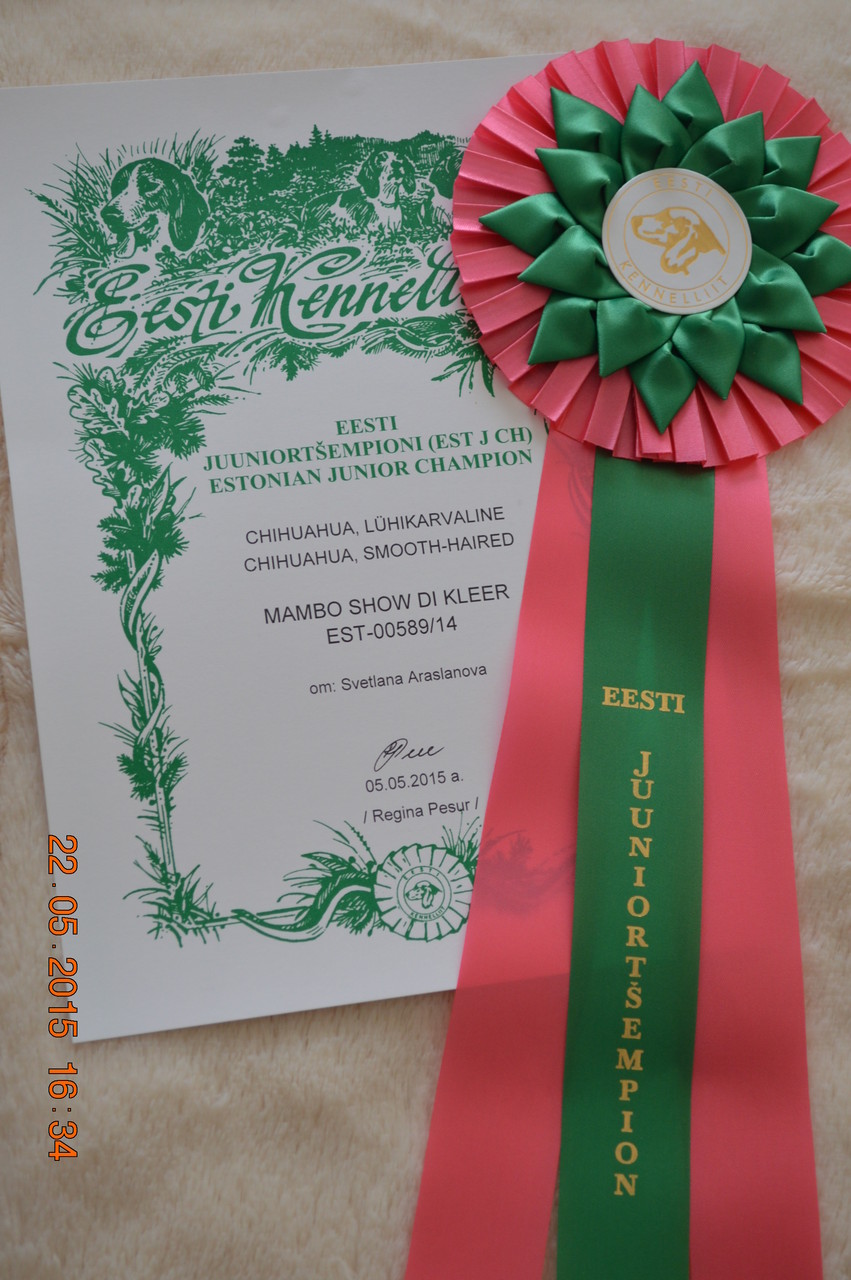 Eesti
EESTI
JUUNIORTŠEMPIONI (EST J CH)
ESTONIAN JUNIOR CHAMPION
CHIHUAHUA, LÜHIKARVALINE
CHIHUAHUA, SMOOTH-HAIRED
MAMBO SHOW DI KLEER
EST-00589/14
om: Svetlana Araslanova
05.05.2015 a.
/ Regina Pesur /
EESTI
EESTI
KENNELLIIT
EESTI
JUUNIORTŠEMPION
22.05.2015 16:34